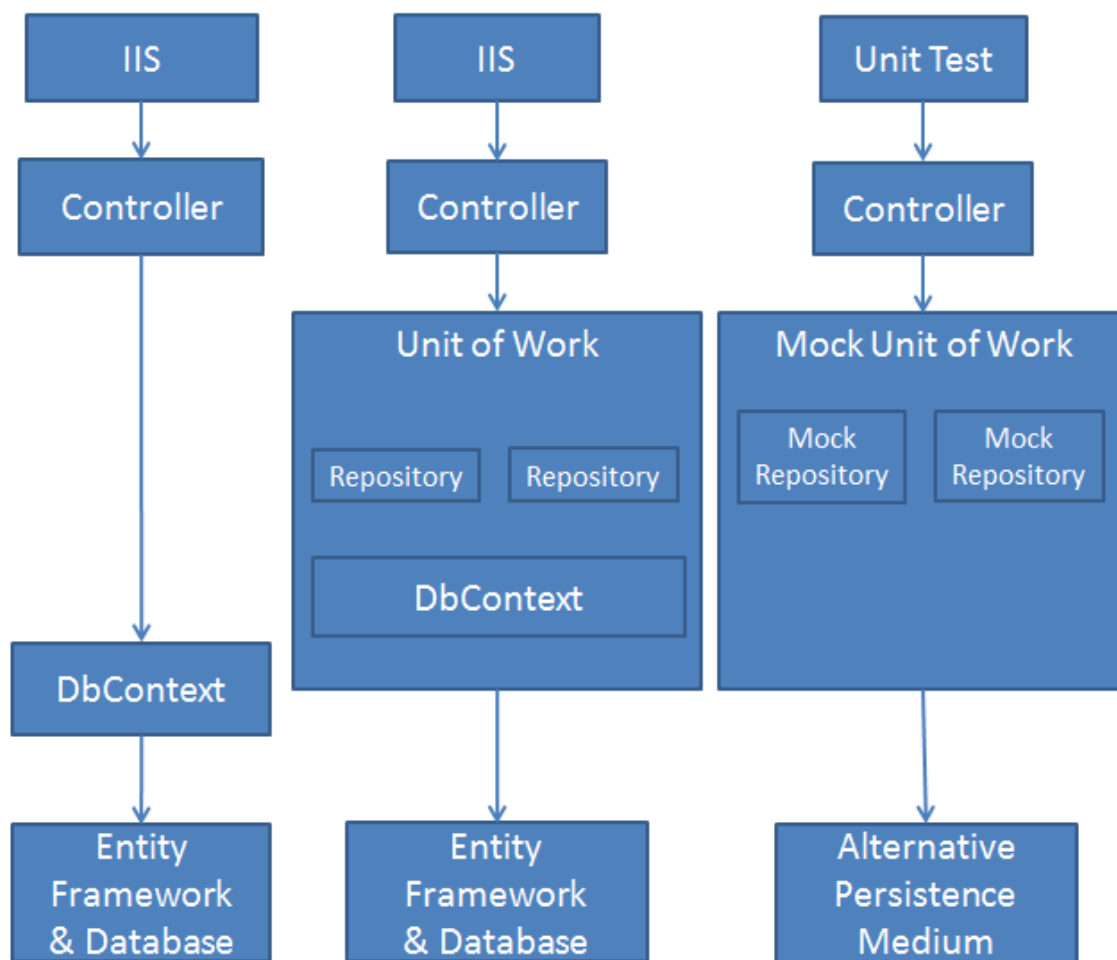 IIS
Controller
DbContext
Entity
Framework
& Database
IIS
Controller
Unit of Work
Repository
Repository
DbContext
Entity
Framework
& Database
Unit Test
Controller
Mock Unit of Work
Mock
Repository
Mock
Repository
Alternative
Persistence
Medium